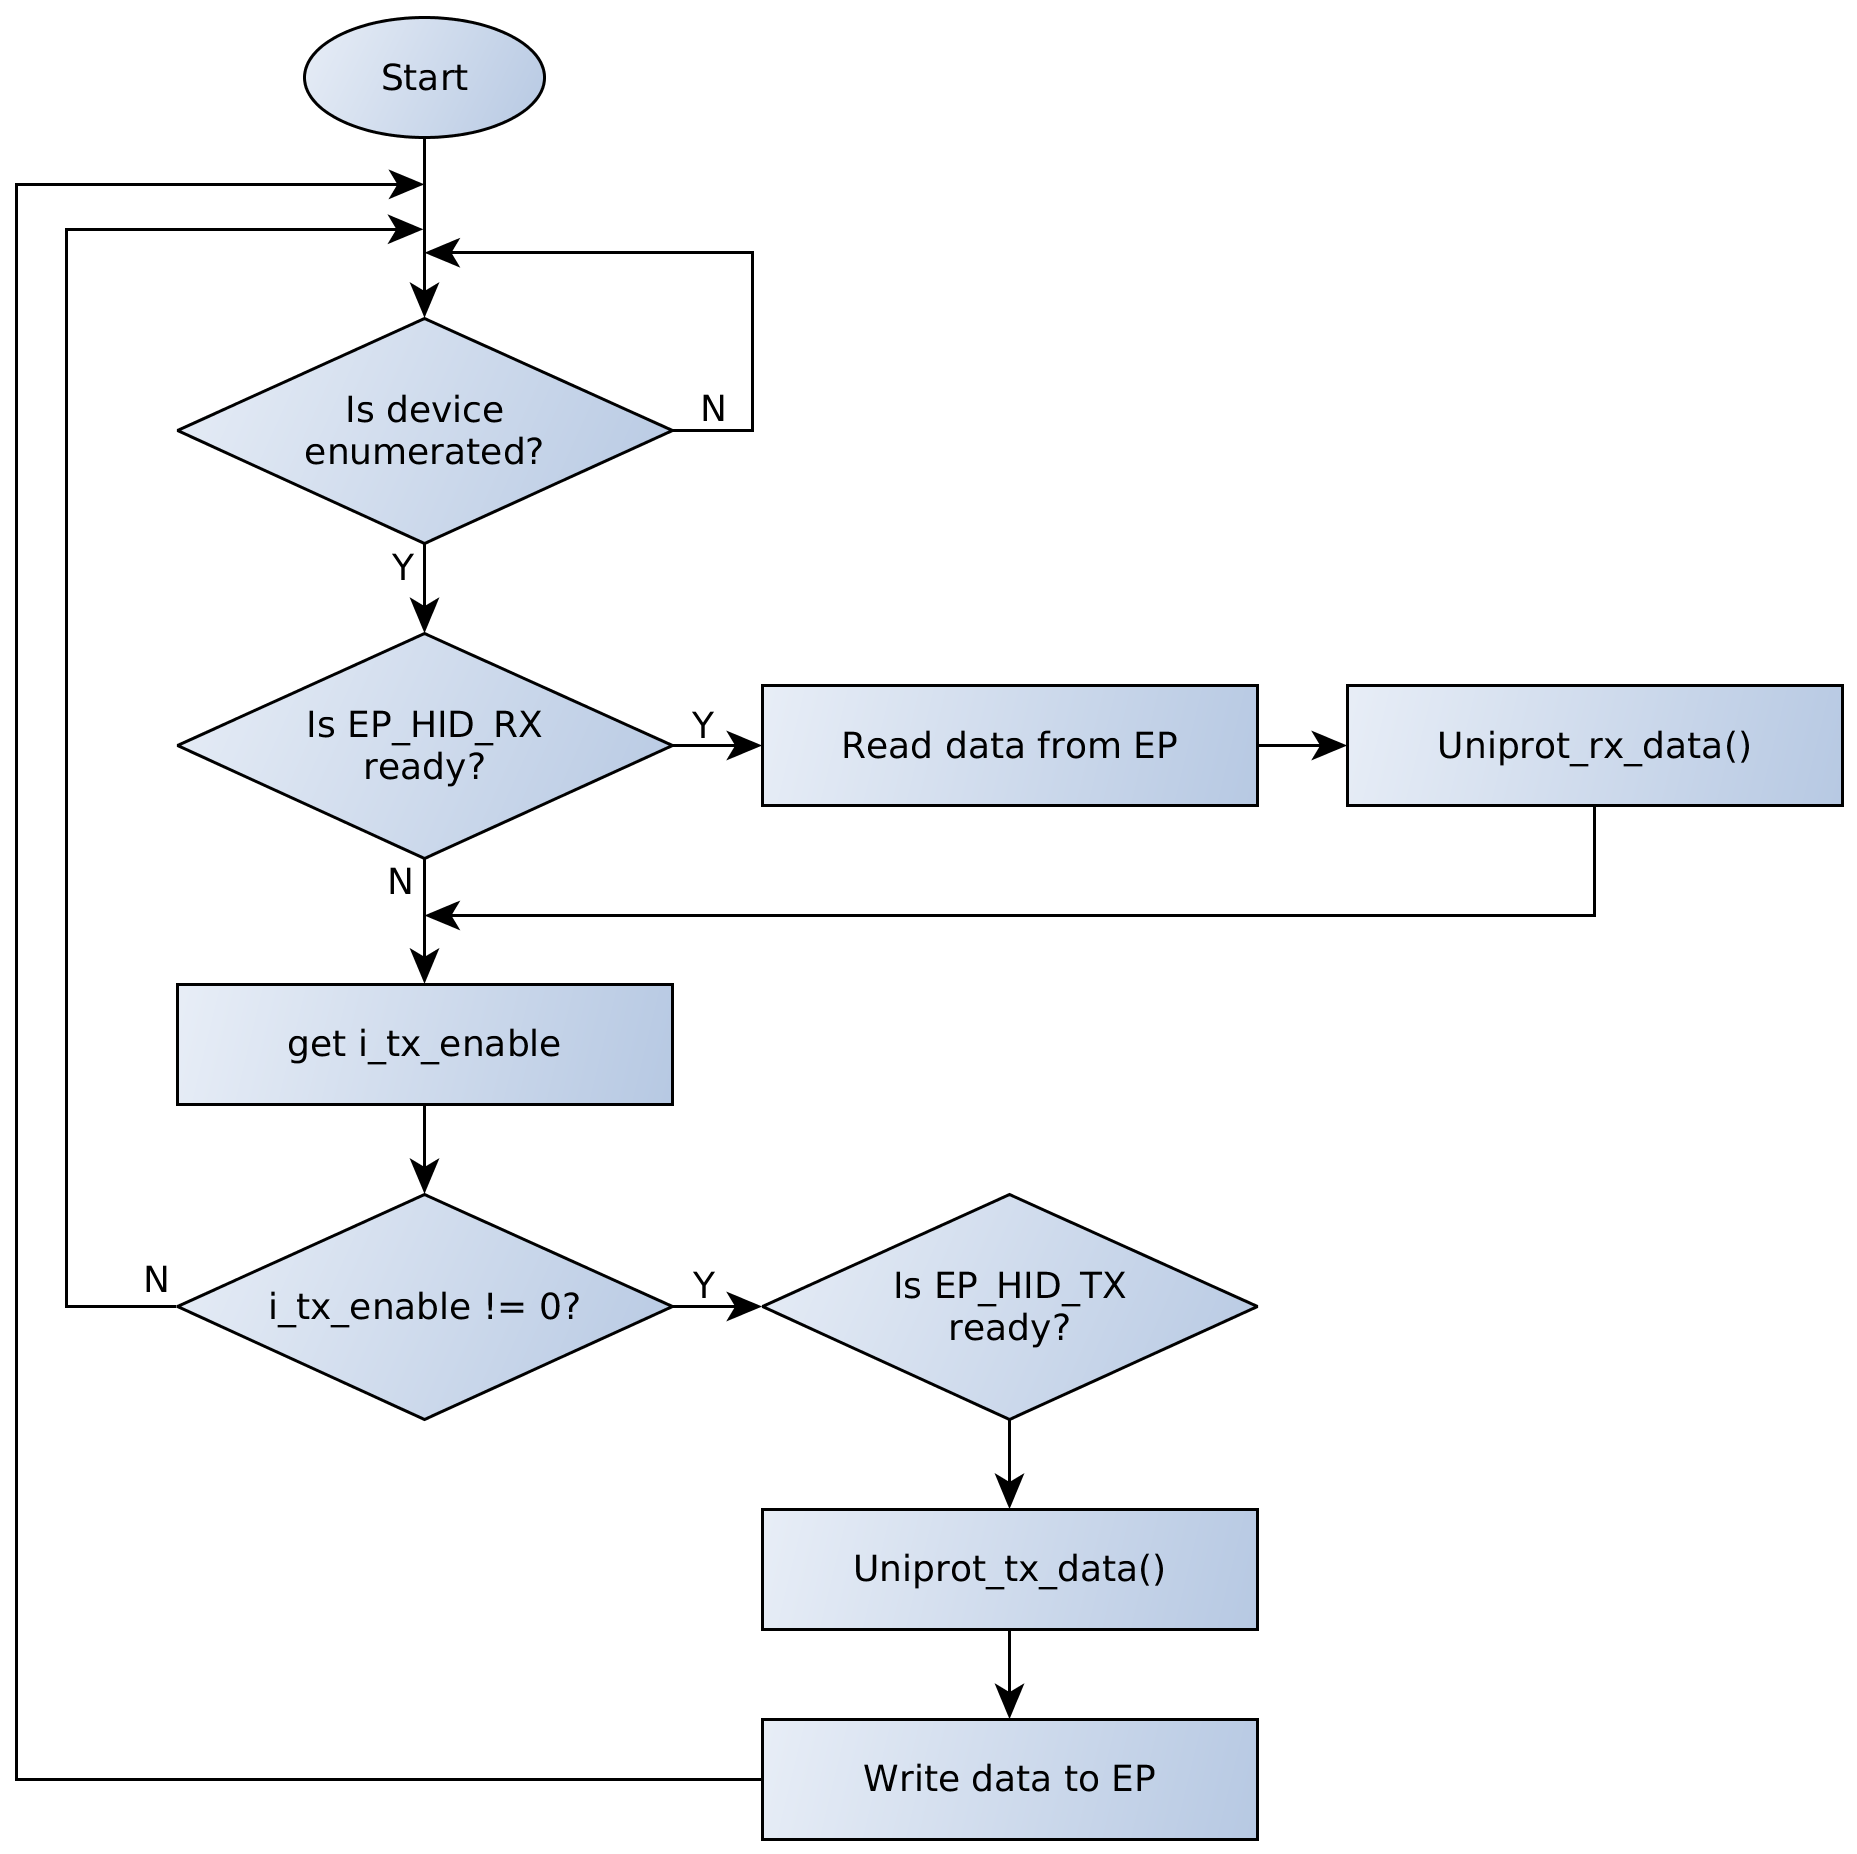 Start
Is device
enumerated?
N
Y
Is EP_HID_RX
ready?
Y
Read data from EP
Uniprot_rx_data()
N
get i_tx_enable
N
i_tx_enable != 0?
Y
Is EP_HID_TX
ready?
Uniprot_tx_data()
Write data to EP